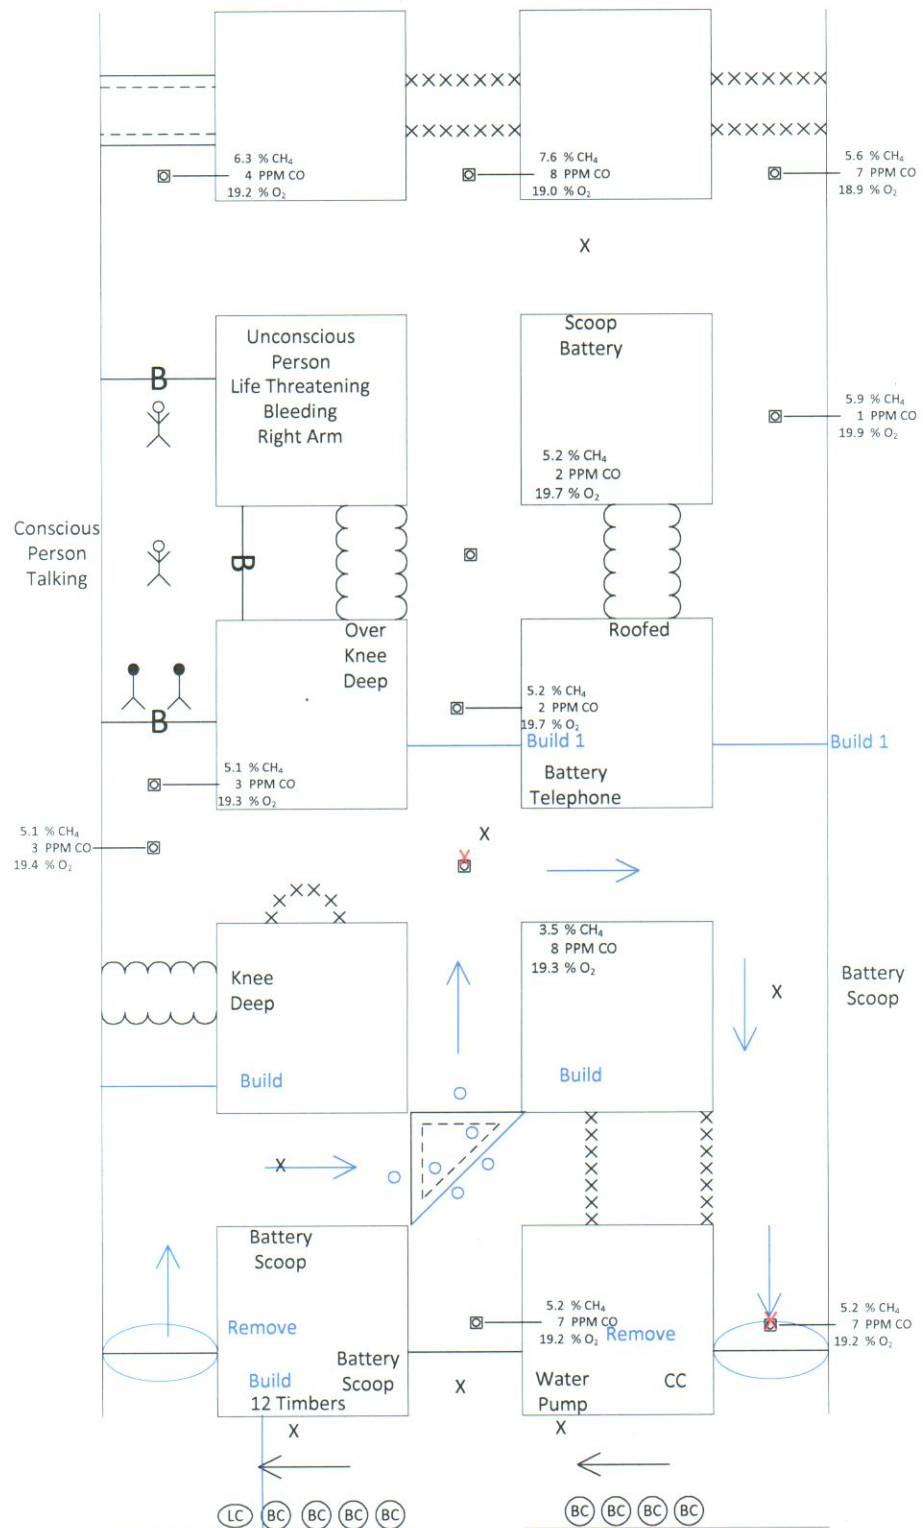 6.3 % CH₄
4 PPM CO
19.2 % O₂
7.6 % CH₄
8 PPM CO
19.0 % O₂
5.6 % CH₄
7 PPM CO
18.9 % O₂
X
Unconscious
Person
Life Threatening
Bleeding
Right Arm
Scoop
Battery
B
5.9 % CH₄
1 PPM CO
19.9 % O₂
5.2 % CH₄
2 PPM CO
19.7 % O₂
Conscious
Person
Talking
B
Over
Knee
Deep
Roofed
5.2 % CH₄
2 PPM CO
19.7 % O₂
B
Build 1
Build 1
5.1 % CH₄
3 PPM CO
19.3 % O₂
Battery
Telephone
5.1 % CH₄
3 PPM CO
19.4 % O₂
X
3.5 % CH₄
8 PPM CO
19.3 % O₂
Knee
Deep
Battery
Scoop
X
Build
Build
X
Battery
Scoop
5.2 % CH₄
7 PPM CO
19.2 % O₂
5.2 % CH₄
7 PPM CO
19.2 % O₂
Remove
Remove
Battery
Scoop
Build
12 Timbers
X
Water
Pump
CC
X
X
LC BC BC BC BC
BC BC BC BC